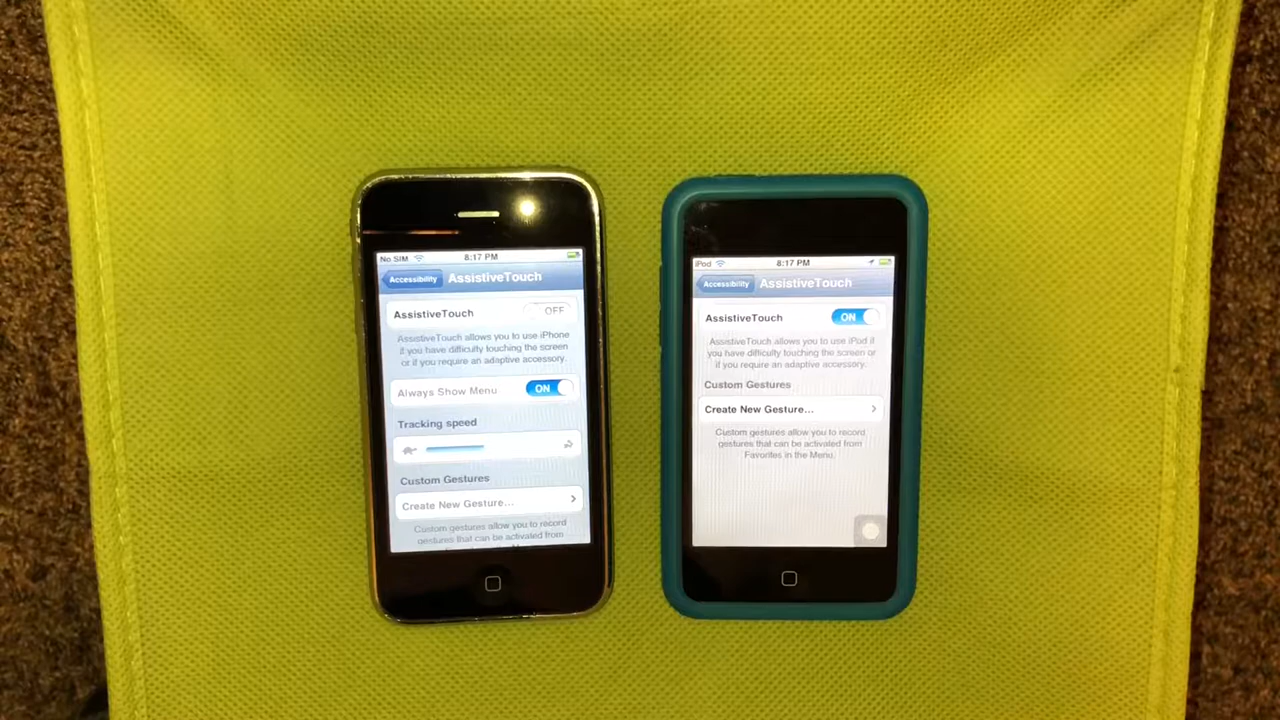 No SIM 8:17 PM
Accessibility AssistiveTouch
AssistiveTouch OFF
AssistiveTouch allows you to use iPhone
if you have difficulty touching the screen
or if you require an adaptive accessory.
Always Show Menu ON
Tracking speed
Custom Gestures
Create New Gesture...
Custom gestures allow you to record
gestures that can be activated from
iPod 8:17 PM
Accessibility AssistiveTouch
AssistiveTouch ON
AssistiveTouch allows you to use iPod if
you have difficulty touching the screen or
if you require an adaptive accessory.
Custom Gestures
Create New Gesture...
Custom gestures allow you to record
gestures that can be activated from
Favorites in the Menu.